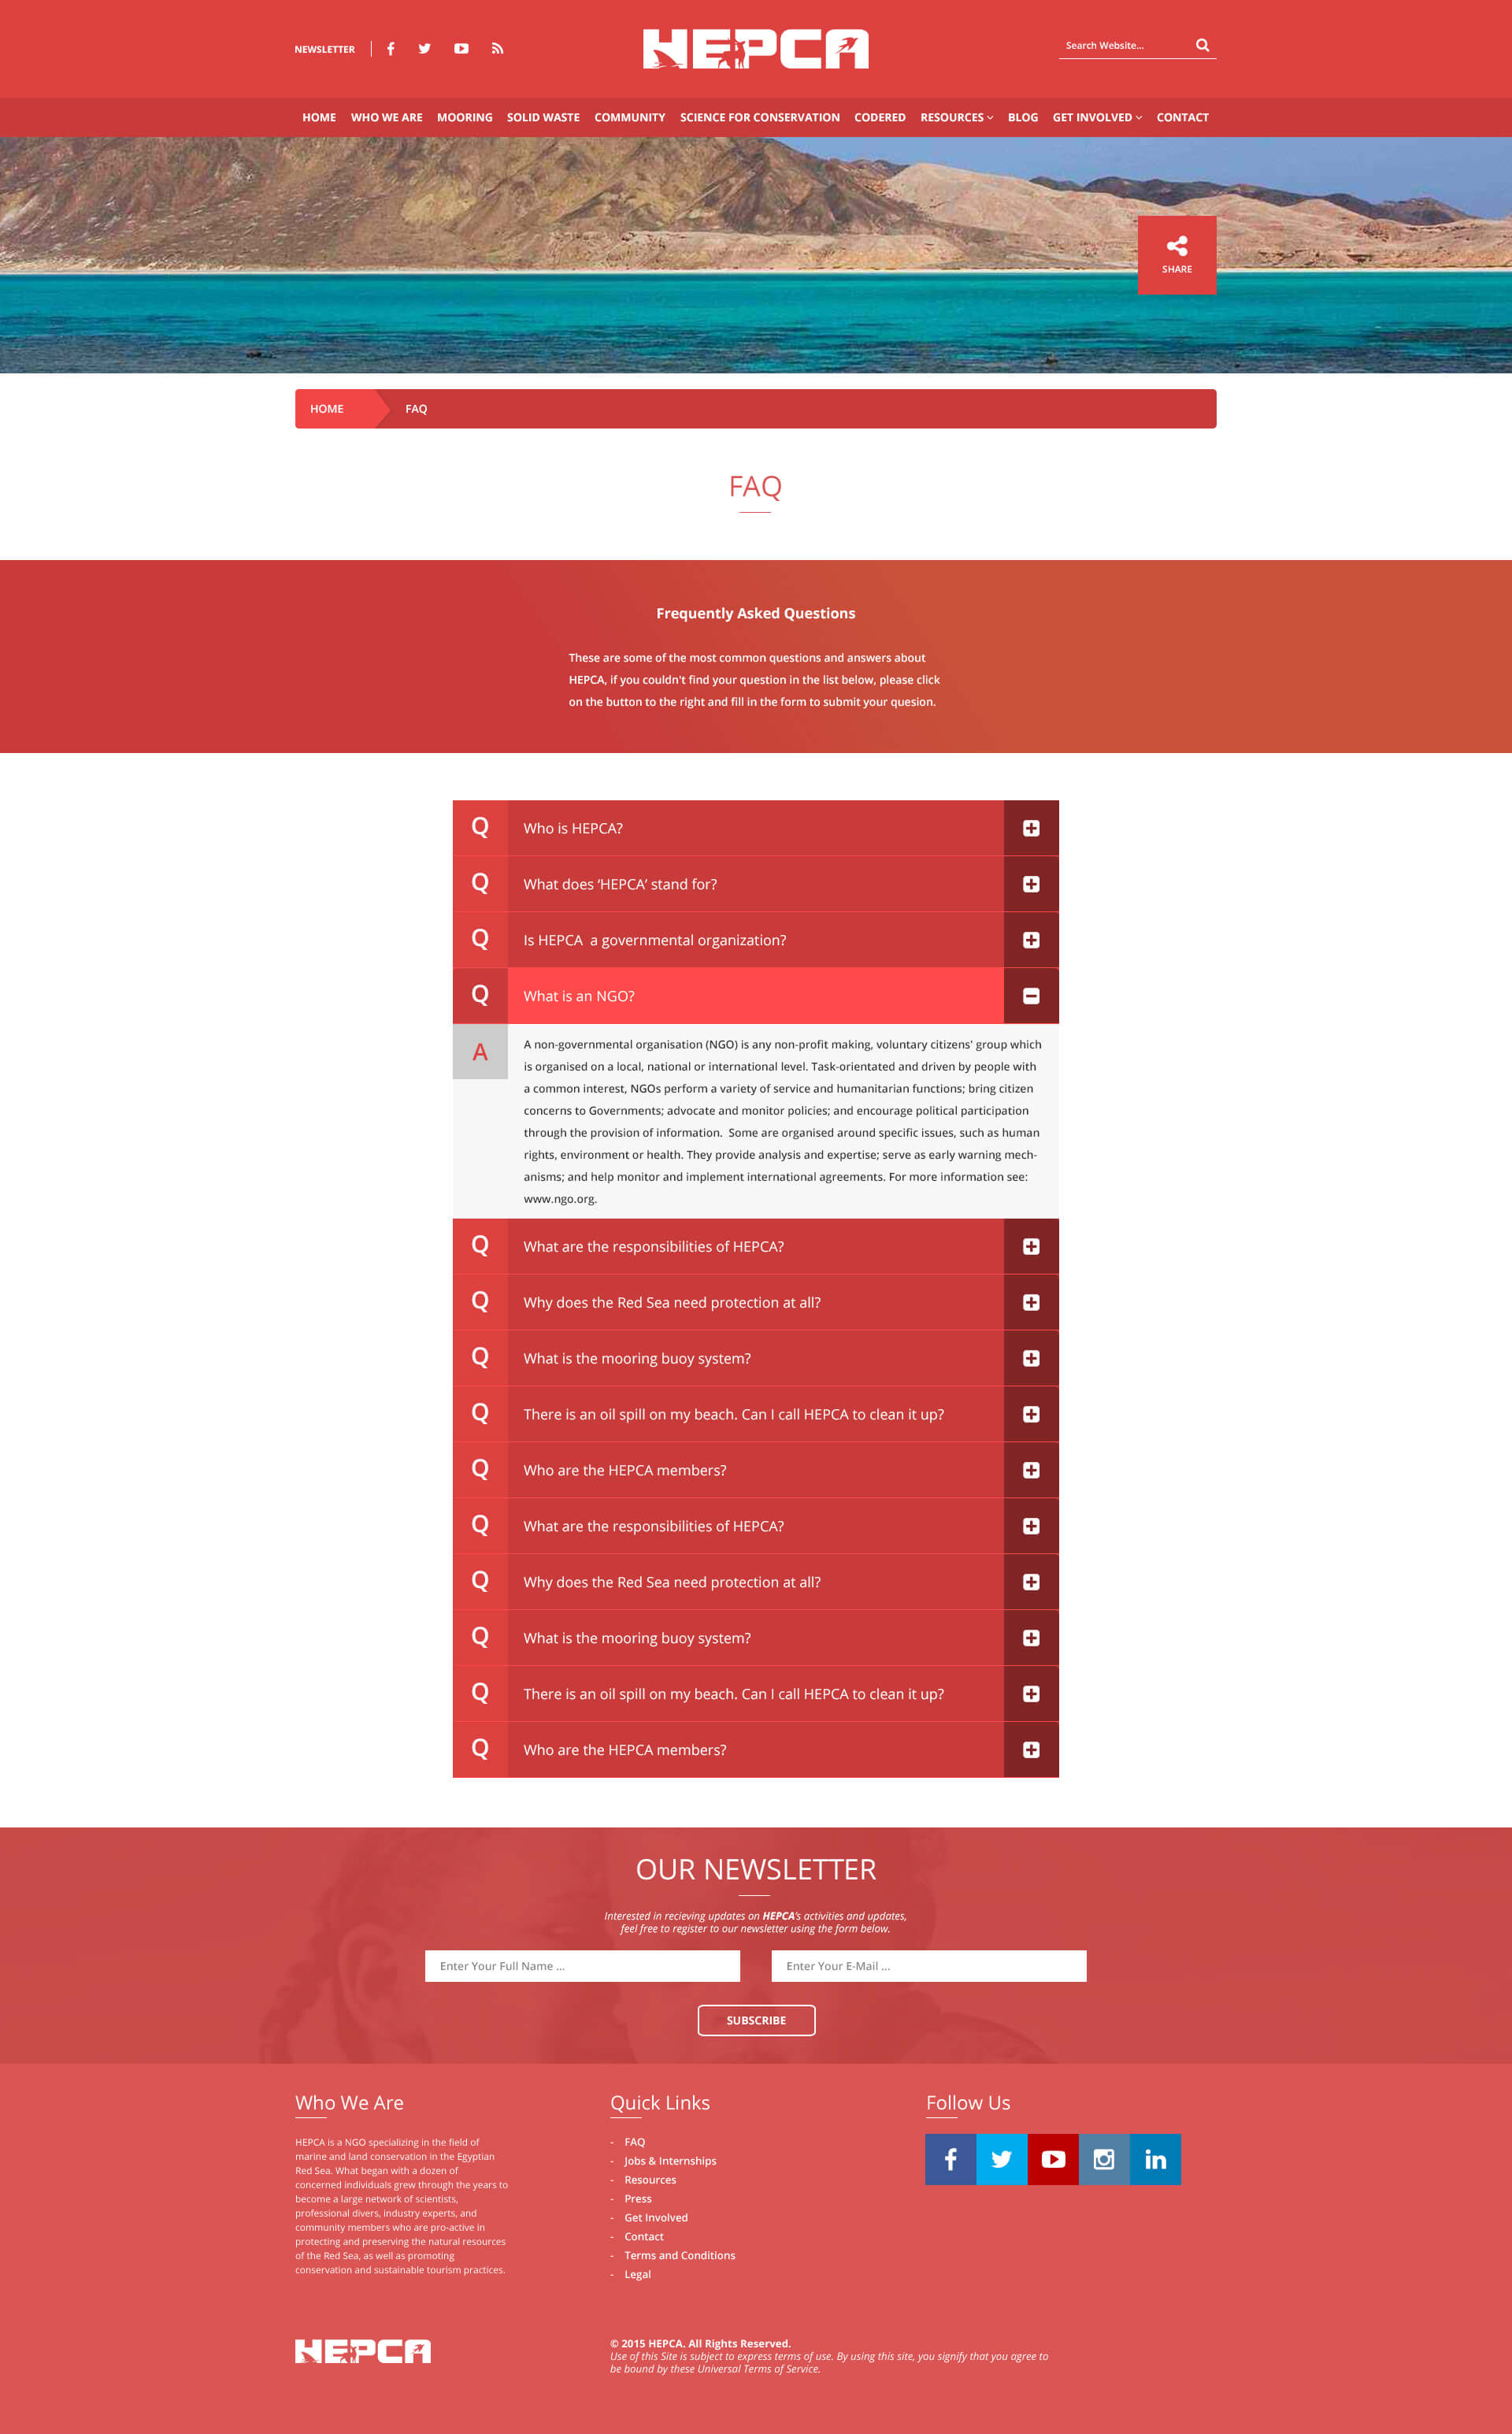 NEWSLETTER
HEPCA
Search Website...
HOME WHO WE ARE MOORING SOLID WASTE COMMUNITY SCIENCE FOR CONSERVATION CODERED RESOURCES BLOG GET INVOLVED CONTACT
SHARE
HOME FAQ
FAQ
Frequently Asked Questions
These are some of the most common questions and answers about
HEPCA, if you couldn't find your question in the list below, please click
on the button to the right and fill in the form to submit your quesion.
Q Who is HEPCA?
Q What does ‘HEPCA’ stand for?
Q Is HEPCA  a governmental organization?
Q What is an NGO?
A A non-governmental organisation (NGO) is any non-profit making, voluntary citizens' group which
is organised on a local, national or international level. Task-orientated and driven by people with
a common interest, NGOs perform a variety of service and humanitarian functions; bring citizen
concerns to Governments; advocate and monitor policies; and encourage political participation
through the provision of information.  Some are organised around specific issues, such as human
rights, environment or health. They provide analysis and expertise; serve as early warning mech-
anisms; and help monitor and implement international agreements. For more information see:
www.ngo.org.
Q What are the responsibilities of HEPCA?
Q Why does the Red Sea need protection at all?
Q What is the mooring buoy system?
Q There is an oil spill on my beach. Can I call HEPCA to clean it up?
Q Who are the HEPCA members?
Q What are the responsibilities of HEPCA?
Q Why does the Red Sea need protection at all?
Q What is the mooring buoy system?
Q There is an oil spill on my beach. Can I call HEPCA to clean it up?
Q Who are the HEPCA members?
OUR NEWSLETTER
Interested in recieving updates on HEPCA's activities and updates,
feel free to register to our newsletter using the form below.
Enter Your Full Name ... Enter Your E-Mail ...
SUBSCRIBE
Who We Are
HEPCA is a NGO specializing in the field of
marine and land conservation in the Egyptian
Red Sea. What began with a dozen of
concerned individuals grew through the years to
become a large network of scientists,
professional divers, industry experts, and
community members who are pro-active in
protecting and preserving the natural resources
of the Red Sea, as well as promoting
conservation and sustainable tourism practices.
Quick Links
- FAQ
- Jobs & Internships
- Resources
- Press
- Get Involved
- Contact
- Terms and Conditions
- Legal
Follow Us
HEPCA
© 2015 HEPCA. All Rights Reserved.
Use of this Site is subject to express terms of use. By using this site, you signify that you agree to
be bound by these Universal Terms of Service.